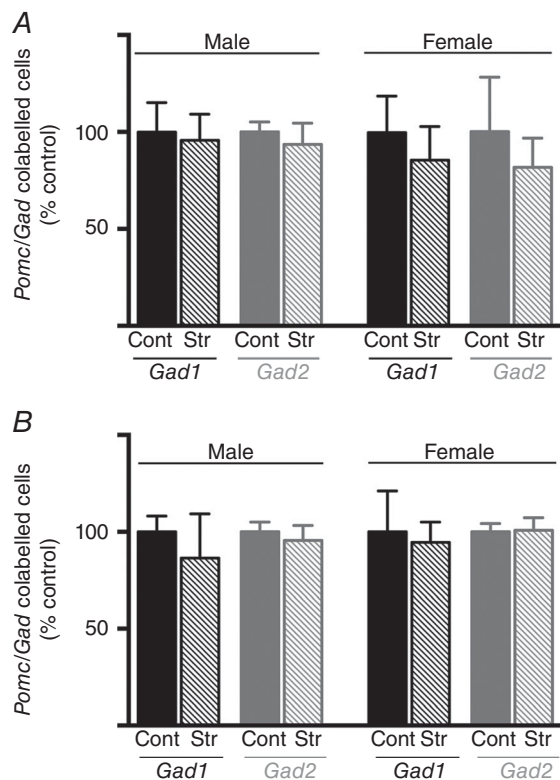 A
Male Female
Pomc/Gad colabelled cells
(% control)
100
50
Cont Str Cont Str Cont Str Cont Str
Gad1 Gad2 Gad1 Gad2
B
Male Female
Pomc/Gad colabelled cells
(% control)
100
50
Cont Str Cont Str Cont Str Cont Str
Gad1 Gad2 Gad1 Gad2